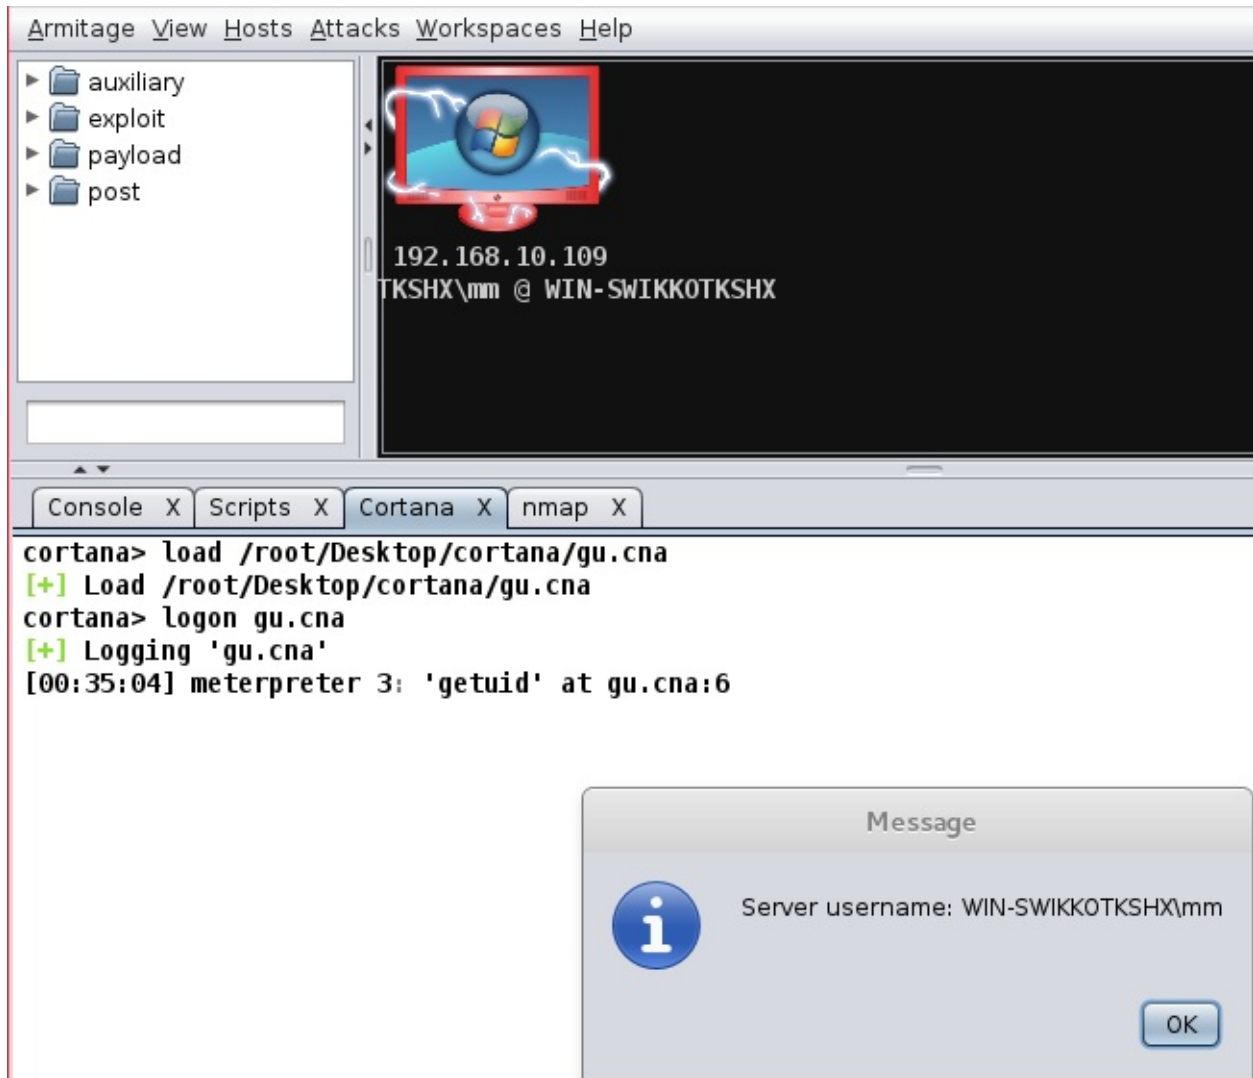 Armitage View Hosts Attacks Workspaces Help
auxiliary
exploit
payload
post
192.168.10.109
TKSHX\mm @ WIN-SWIKKOTKSHX
Console X Scripts X Cortana X nmap X
cortana> load /root/Desktop/cortana/gu.cna
[+] Load /root/Desktop/cortana/gu.cna
cortana> logon gu.cna
[+] Logging 'gu.cna'
[00:35:04] meterpreter 3: 'getuid' at gu.cna:6
Message
Server username: WIN-SWIKKOTKSHX\mm
OK